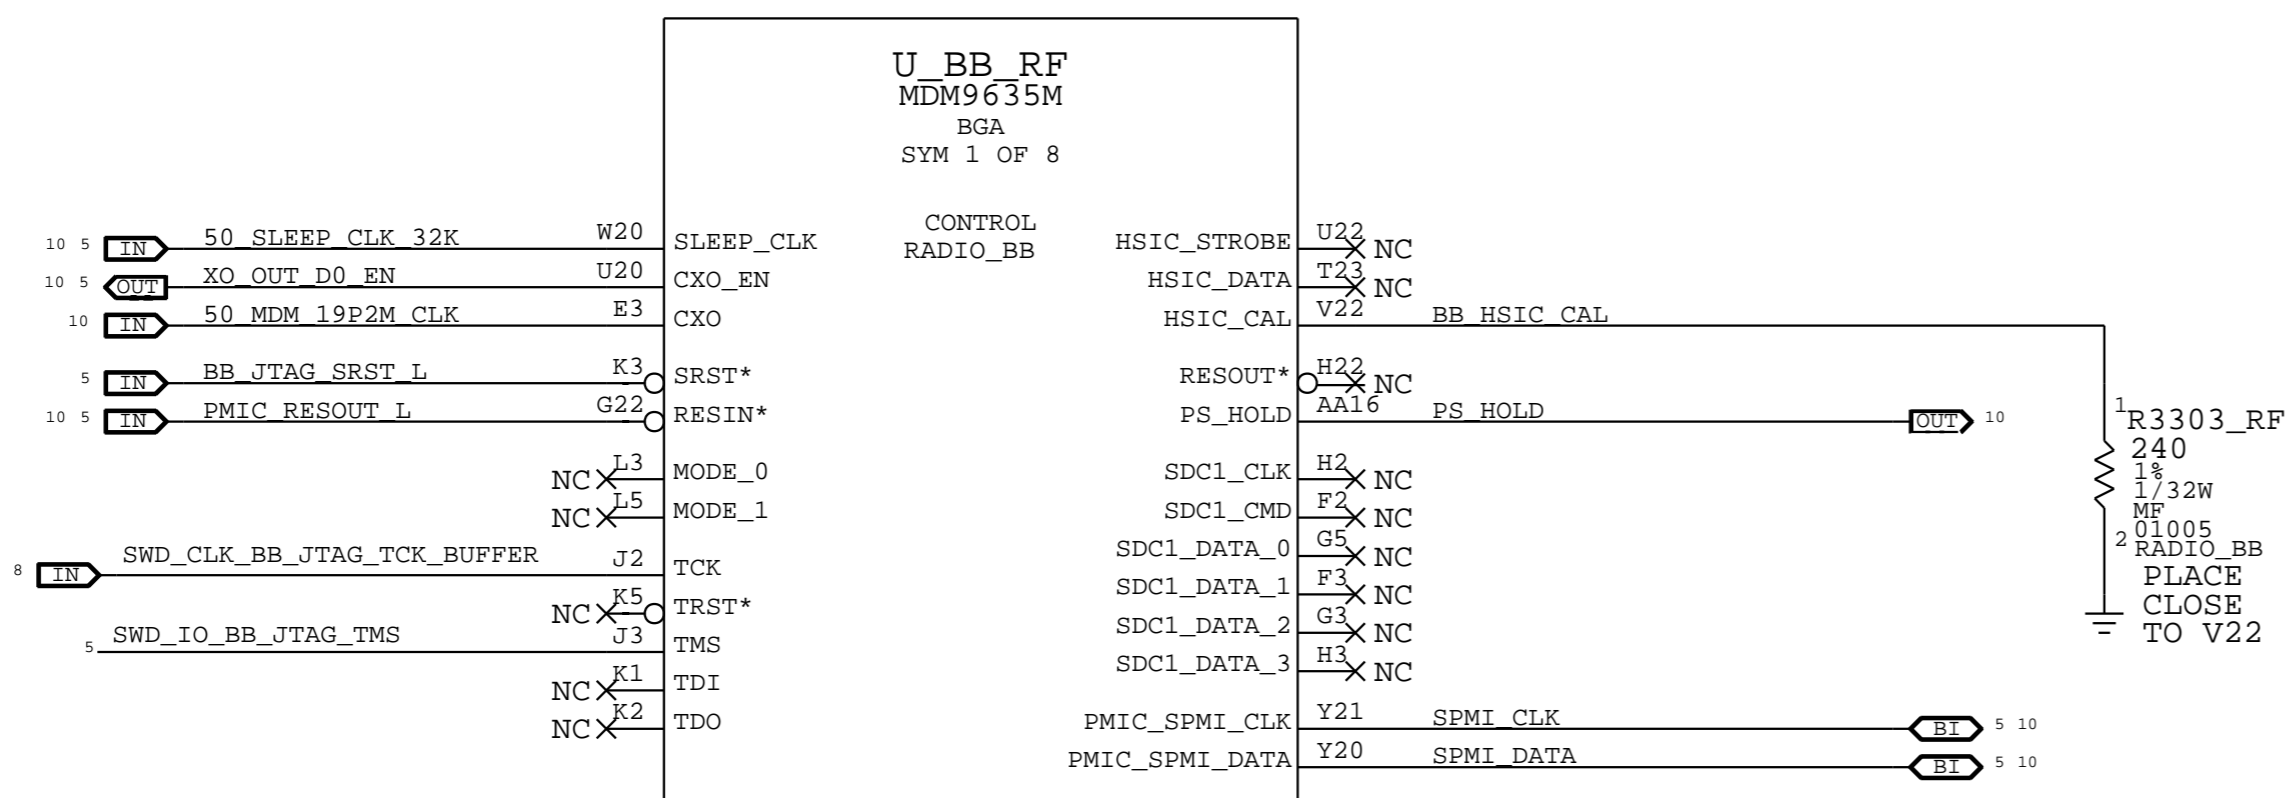 U_BB_RF
MDM9635M
BGA
SYM 1 OF 8
CONTROL
RADIO_BB
10 5 IN 50_SLEEP_CLK_32K W20 SLEEP_CLK
10 5 OUT XO_OUT_D0_EN U20 CXO_EN
10 IN 50_MDM_19P2M_CLK E3 CXO
5 IN BB_JTAG_SRST_L K3 SRST*
10 5 IN PMIC_RESOUT_L G22 RESIN*
NC L3 MODE_0
NC L5 MODE_1
8 IN SWD_CLK_BB_JTAG_TCK_BUFFER J2 TCK
NC K5 TRST*
5 SWD_IO_BB_JTAG_TMS J3 TMS
NC K1 TDI
NC K2 TDO
HSIC_STROBE U22 NC
HSIC_DATA T23 NC
HSIC_CAL V22 BB_HSIC_CAL
RESOUT* H22 NC
PS_HOLD AA16 PS_HOLD OUT 10
SDC1_CLK H2 NC
SDC1_CMD F2 NC
SDC1_DATA_0 G5 NC
SDC1_DATA_1 F3 NC
SDC1_DATA_2 G3 NC
SDC1_DATA_3 H3 NC
PMIC_SPMI_CLK Y21 SPMI_CLK BI 5 10
PMIC_SPMI_DATA Y20 SPMI_DATA BI 5 10
1 R3303_RF
240
1%
1/32W
MF
01005
2 RADIO_BB
PLACE
CLOSE
TO V22